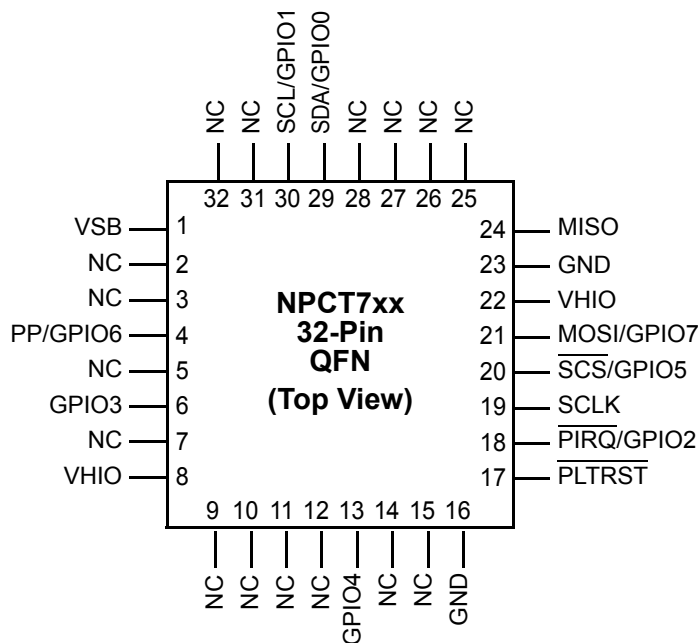 NC
NC
SCL/GPIO1
SDA/GPIO0
NC
NC
NC
NC
32 31 30 29 28 27 26 25
VSB 1
NC 2
NC 3
PP/GPIO6 4
NC 5
GPIO3 6
NC 7
VHIO 8
NPCT7xx
32-Pin
QFN
(Top View)
24 MISO
23 GND
22 VHIO
21 MOSI/GPIO7
20 S̅C̅S̅/GPIO5
19 SCLK
18 P̅I̅R̅Q̅/GPIO2
17 P̅L̅T̅R̅S̅T̅
9 10 11 12 13 14 15 16
NC
NC
NC
NC
GPIO4
NC
NC
GND